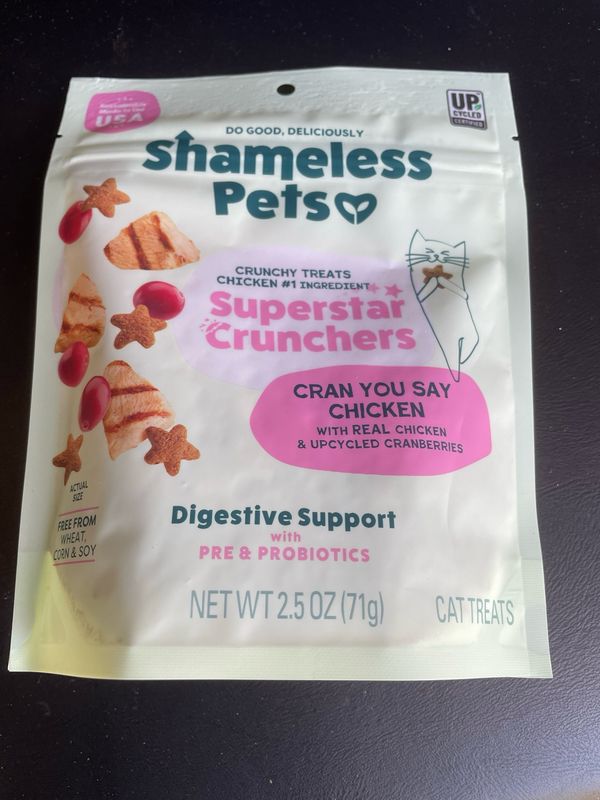 USA
UP
CYCLED
CERTIFIED
DO GOOD, DELICIOUSLY
shameless
Pets
CRUNCHY TREATS
CHICKEN #1 INGREDIENT
Superstar
Crunchers
CRAN YOU SAY
CHICKEN
WITH REAL CHICKEN
& UPCYCLED CRANBERRIES
ACTUAL
SIZE
FREE FROM
WHEAT,
CORN & SOY
Digestive Support
with
PRE & PROBIOTICS
NET WT 2.5 OZ (71g)
CAT TREATS